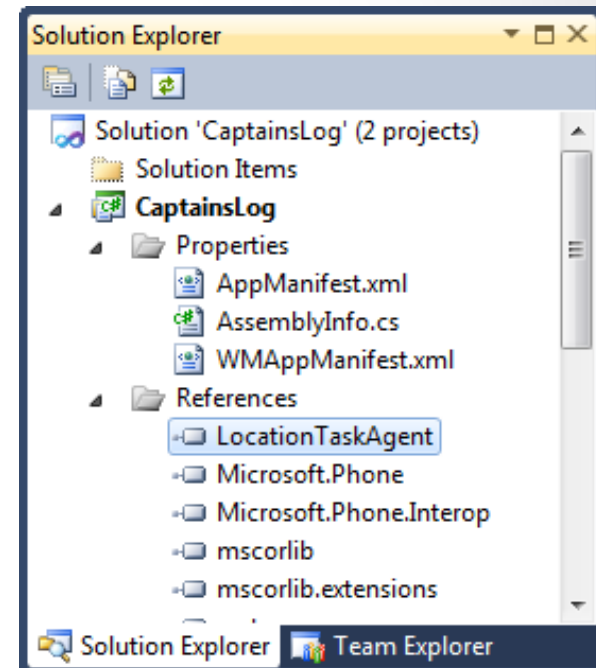 Solution Explorer
Solution 'CaptainsLog' (2 projects)
Solution Items
CaptainsLog
Properties
AppManifest.xml
AssemblyInfo.cs
WMAppManifest.xml
References
LocationTaskAgent
Microsoft.Phone
Microsoft.Phone.Interop
mscorlib
mscorlib.extensions
Solution Explorer Team Explorer